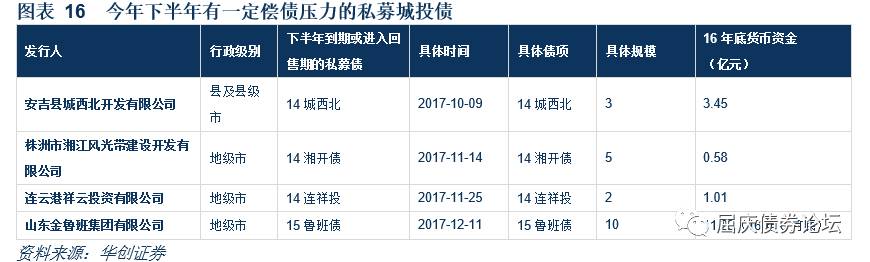 图表 16 今年下半年有一定偿债压力的私募城投债
发行人 行政级别 下半年到期或进入回售期的私募债 具体时间 具体债项 具体规模 16 年底货币资金（亿元）
安吉县城西北开发有限公司 县及县级市 14 城西北 2017-10-09 14 城西北 3 3.45
株洲市湘江风光带建设开发有限公司 地级市 14 湘开债 2017-11-14 14 湘开债 5 0.58
连云港祥云投资有限公司 地级市 14 连祥投 2017-11-25 14 连祥投 2 1.01
山东金鲁班集团有限公司 地级市 15 鲁班债 2017-12-11 15 鲁班债 10
屈庆债券论坛
资料来源：华创证券